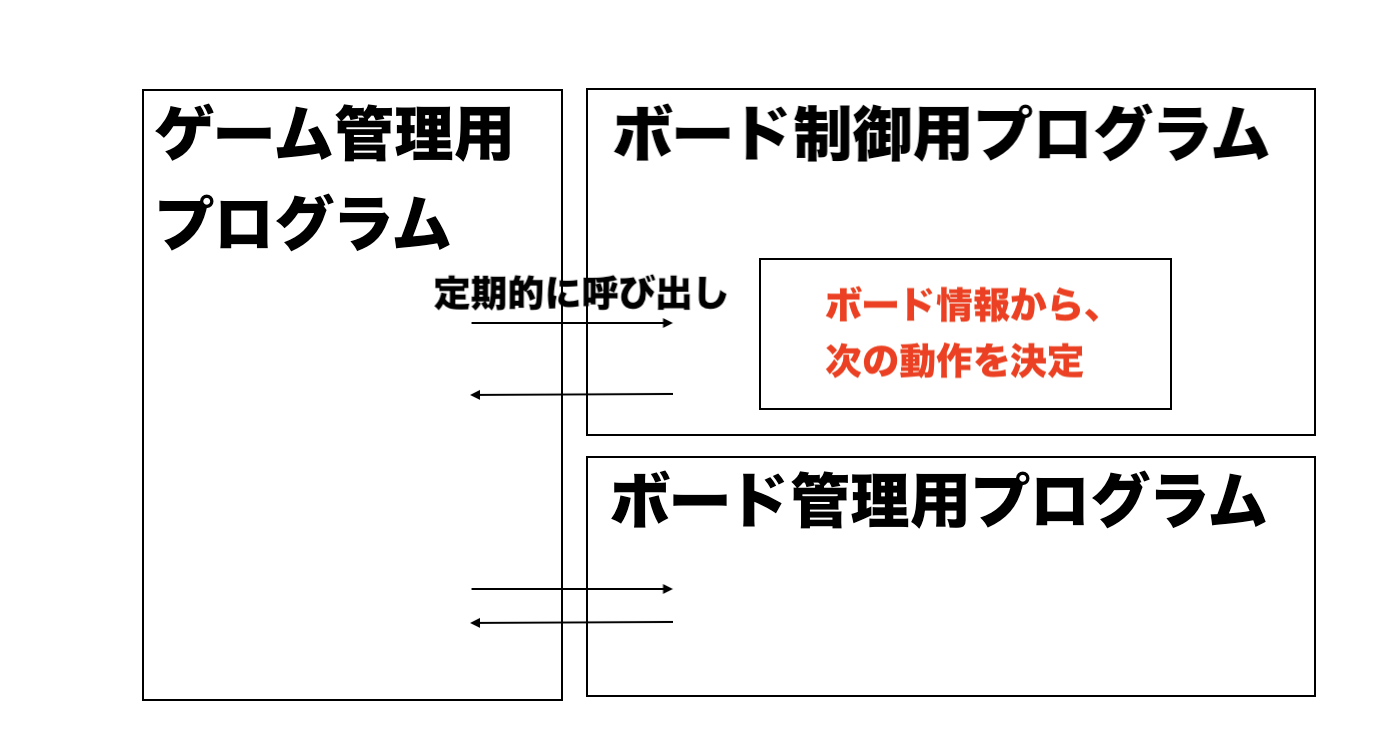 ゲーム管理用
プログラム
ボード制御用プログラム
定期的に呼び出し
ボード情報から、
次の動作を決定
ボード管理用プログラム